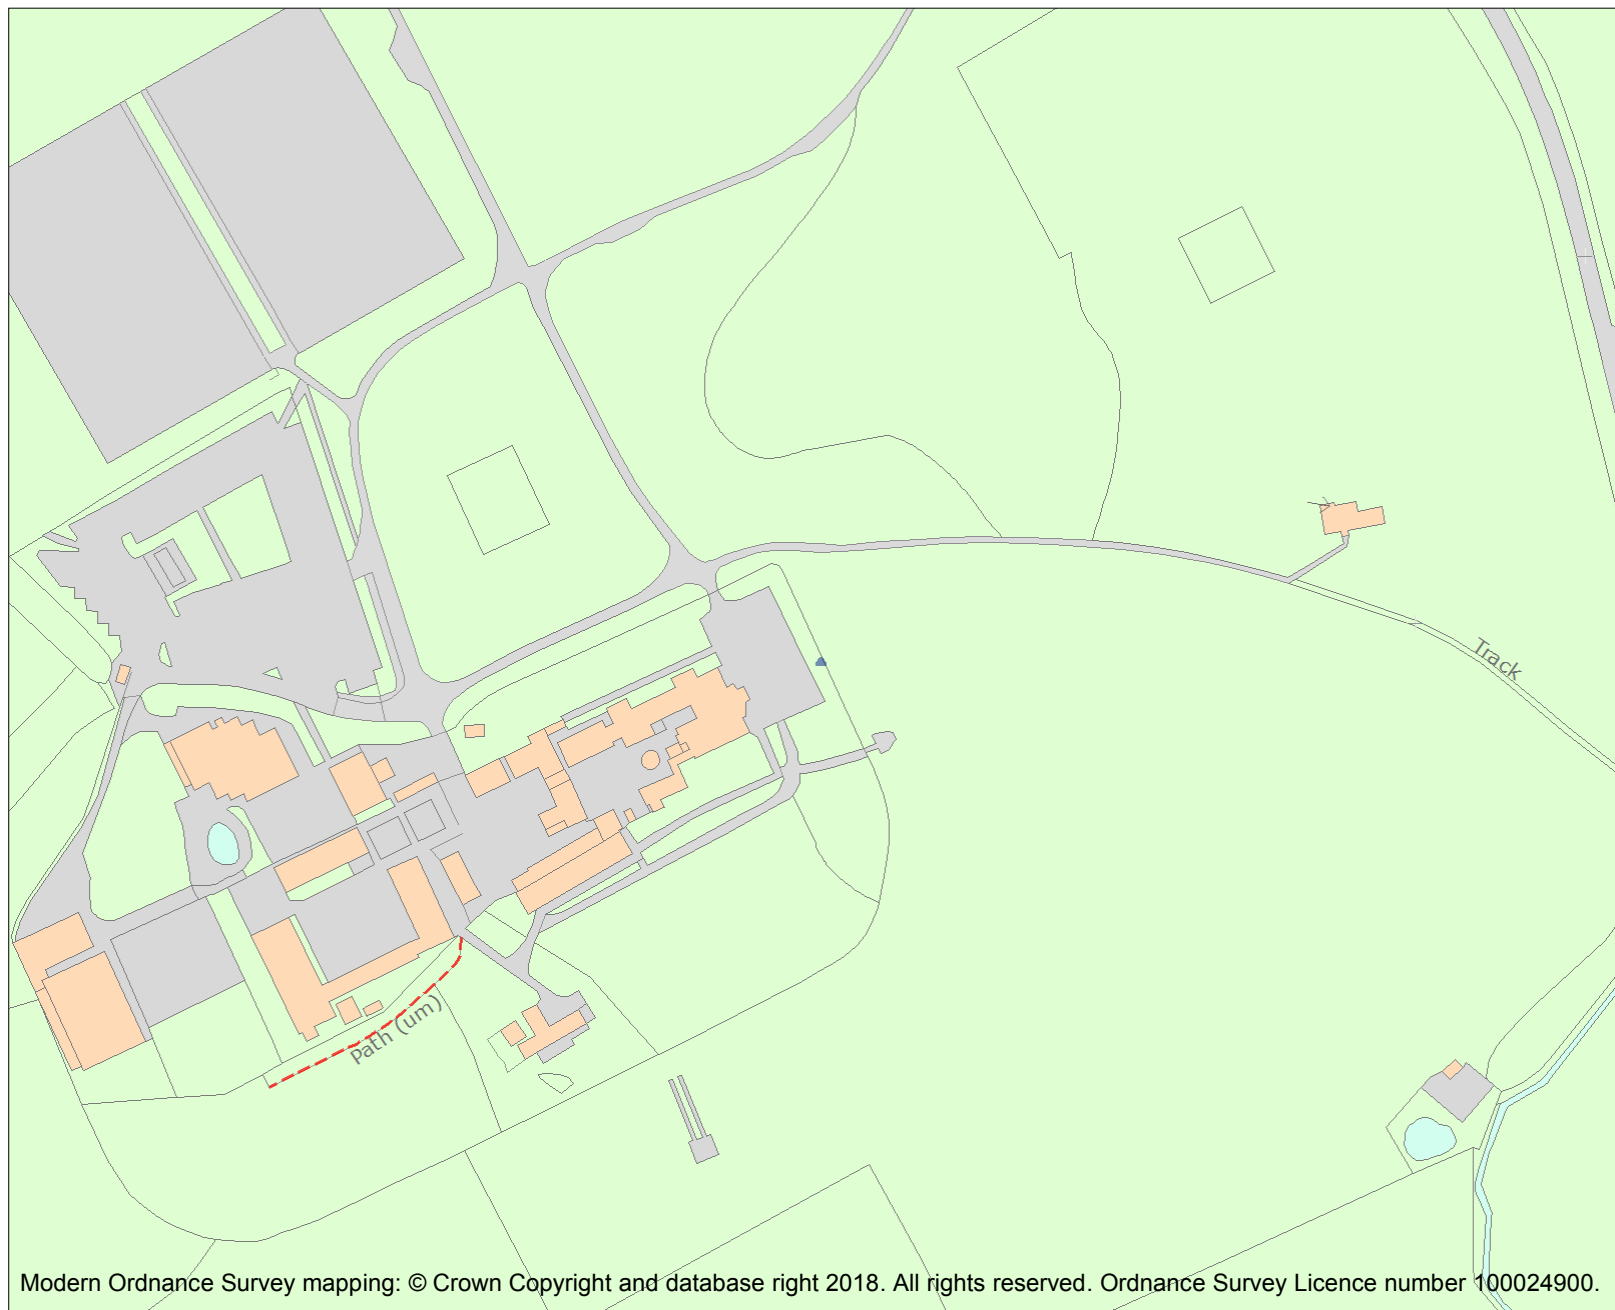 Track
Path (um)
Modern Ordnance Survey mapping: © Crown Copyright and database right 2018. All rights reserved. Ordnance Survey Licence number 100024900.